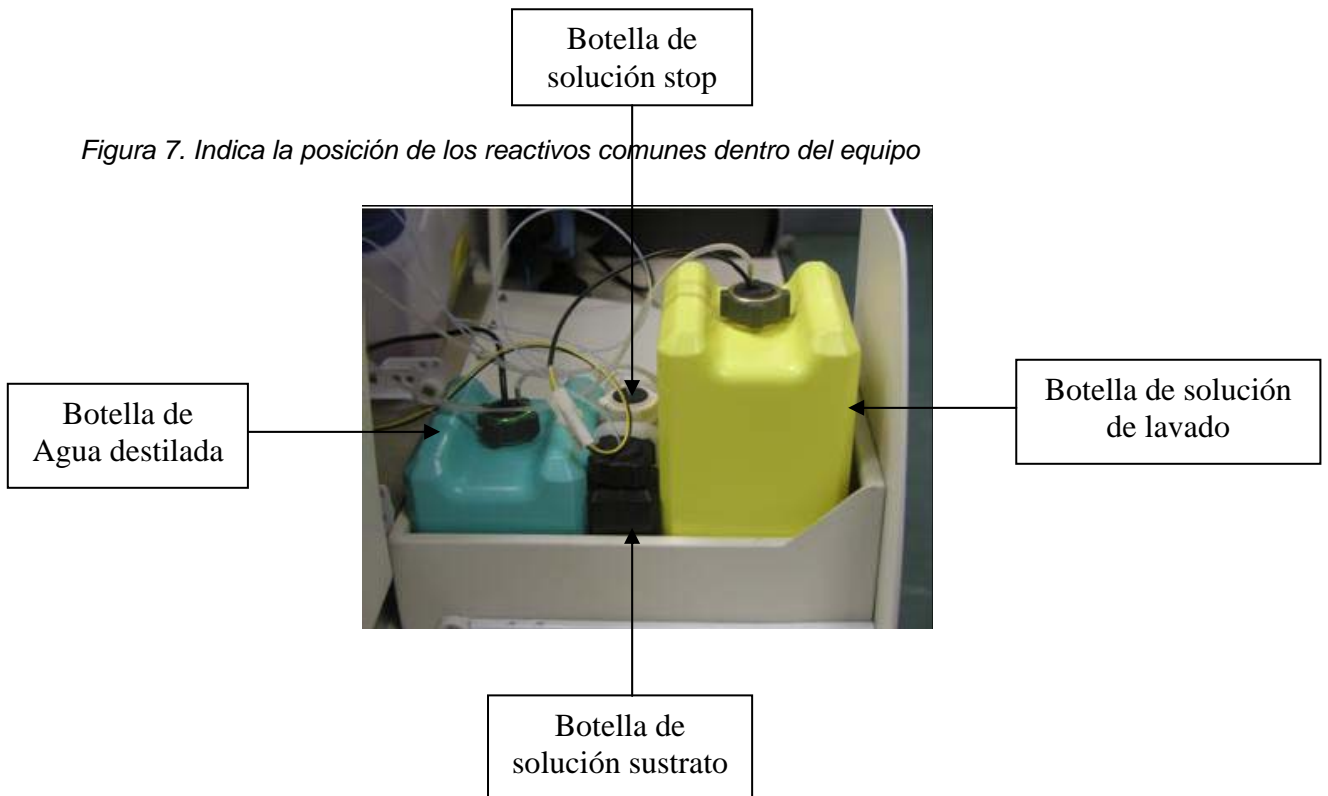 Botella de
solución stop
Figura 7. Indica la posición de los reactivos comunes dentro del equipo
Botella de
Agua destilada
Botella de solución
de lavado
Botella de
solución sustrato